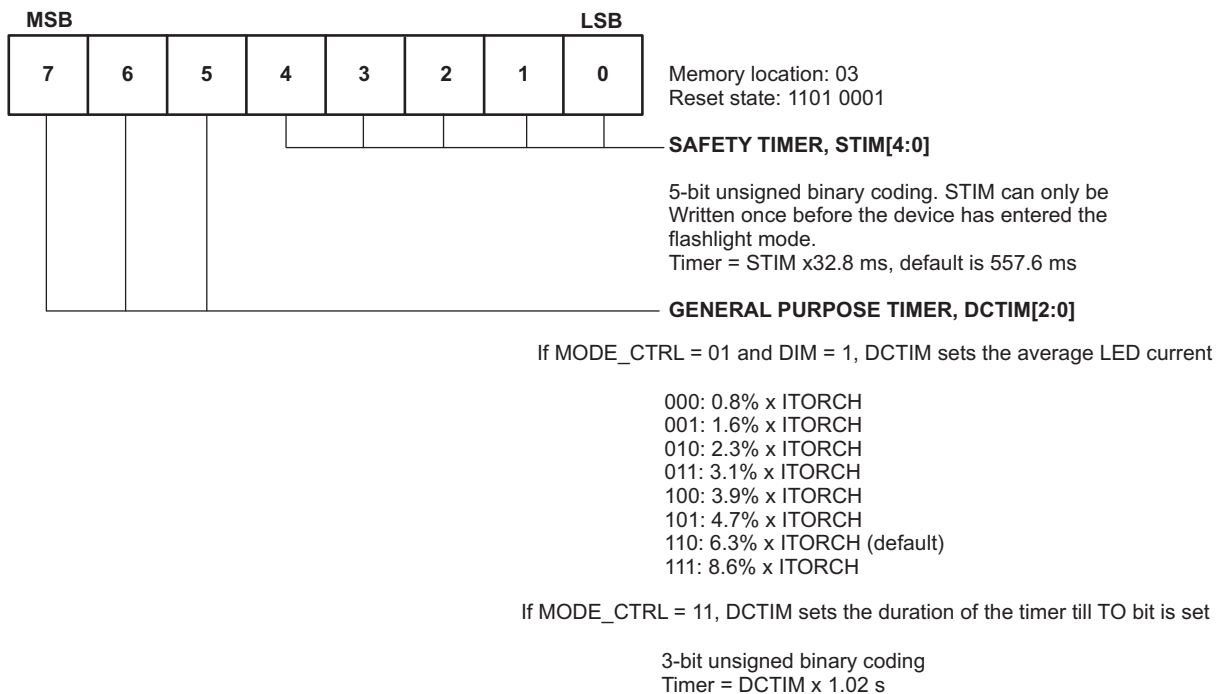 MSB LSB
7 6 5 4 3 2 1 0
Memory location: 03
Reset state: 1101 0001
SAFETY TIMER, STIM[4:0]
5-bit unsigned binary coding. STIM can only be
Written once before the device has entered the
flashlight mode.
Timer = STIM x32.8 ms, default is 557.6 ms
GENERAL PURPOSE TIMER, DCTIM[2:0]
If MODE_CTRL = 01 and DIM = 1, DCTIM sets the average LED current
000: 0.8% x ITORCH
001: 1.6% x ITORCH
010: 2.3% x ITORCH
011: 3.1% x ITORCH
100: 3.9% x ITORCH
101: 4.7% x ITORCH
110: 6.3% x ITORCH (default)
111: 8.6% x ITORCH
If MODE_CTRL = 11, DCTIM sets the duration of the timer till TO bit is set
3-bit unsigned binary coding
Timer = DCTIM x 1.02 s